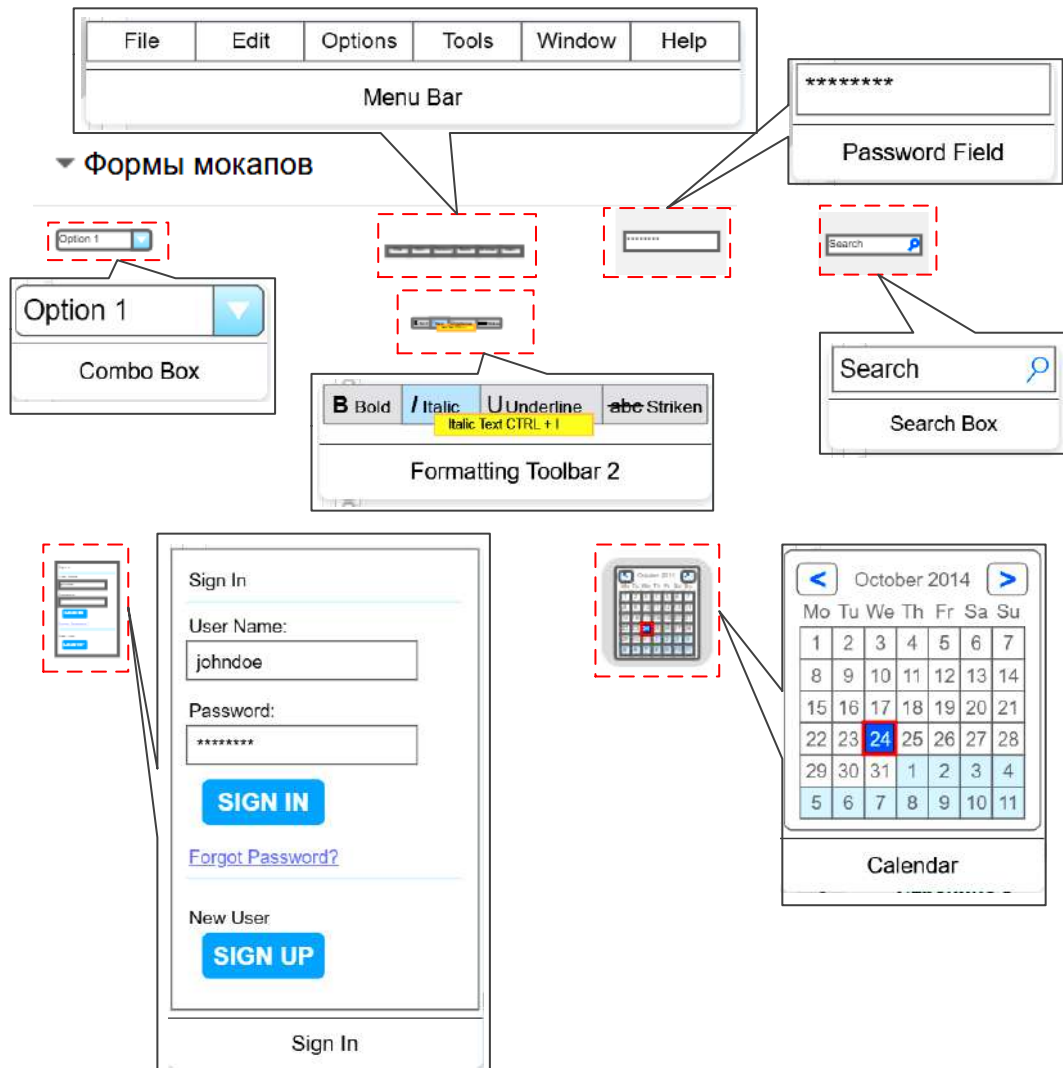 File Edit Options Tools Window Help
Menu Bar
********
Password Field
Формы мокапов
Option 1
********
Search
Option 1
Combo Box
B Bold I Italic U Underline abc Striken
Italic Text CTRL + I
Formatting Toolbar 2
Search
Search Box
Sign In
User Name:
johndoe
Password:
********
SIGN IN
Forgot Password?
New User
SIGN UP
Sign In
October 2014
< October 2014 >
Mo Tu We Th Fr Sa Su
1 2 3 4 5 6 7
8 9 10 11 12 13 14
15 16 17 18 19 20 21
22 23 24 25 26 27 28
29 30 31 1 2 3 4
5 6 7 8 9 10 11
Calendar